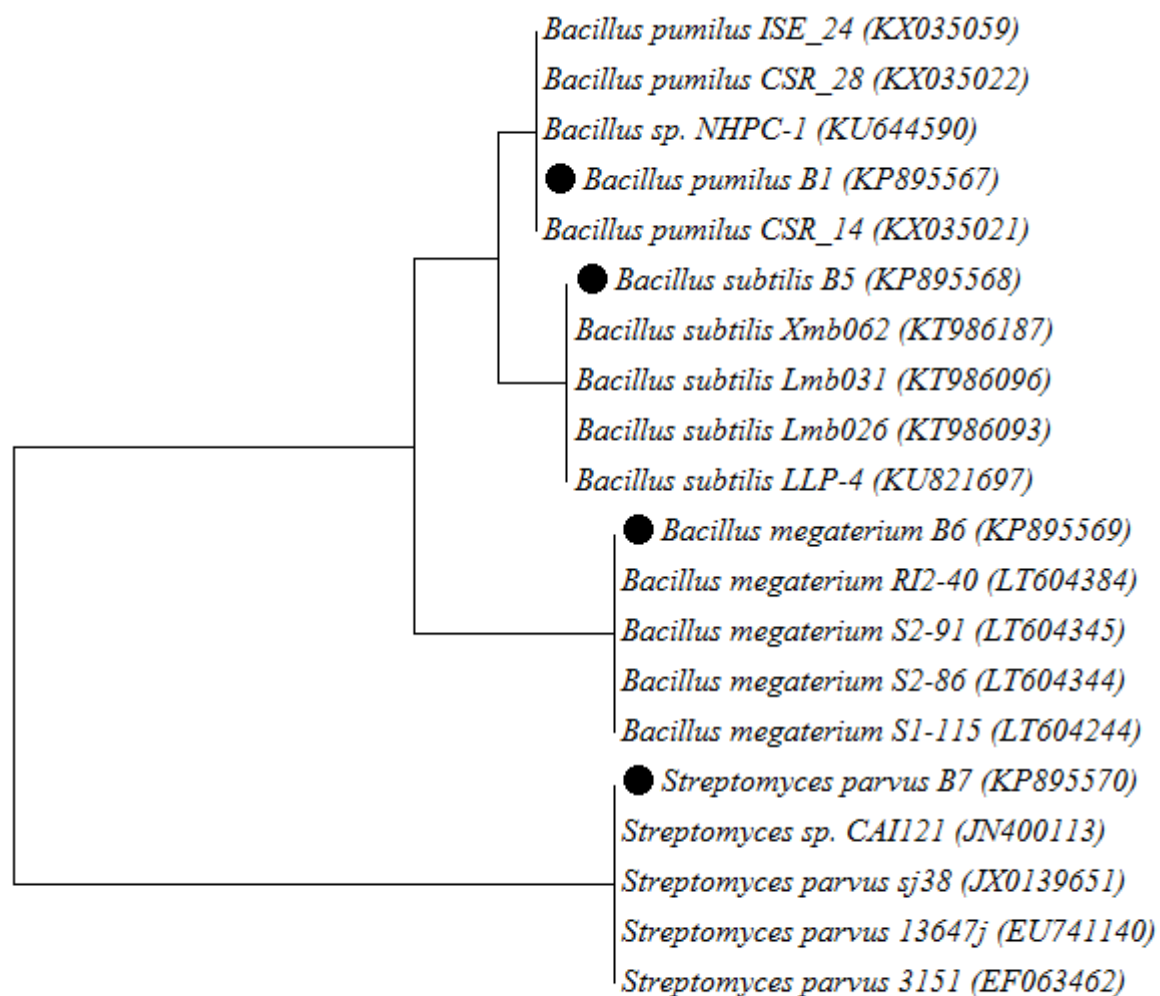 Bacillus pumilus ISE_24 (KX035059)
Bacillus pumilus CSR_28 (KX035022)
Bacillus sp. NHPC-1 (KU644590)
Bacillus pumilus B1 (KP895567)
Bacillus pumilus CSR_14 (KX035021)
Bacillus subtilis B5 (KP895568)
Bacillus subtilis Xmb062 (KT986187)
Bacillus subtilis Lmb031 (KT986096)
Bacillus subtilis Lmb026 (KT986093)
Bacillus subtilis LLP-4 (KU821697)
Bacillus megaterium B6 (KP895569)
Bacillus megaterium RI2-40 (LT604384)
Bacillus megaterium S2-91 (LT604345)
Bacillus megaterium S2-86 (LT604344)
Bacillus megaterium S1-115 (LT604244)
Streptomyces parvus B7 (KP895570)
Streptomyces sp. CAI121 (JN400113)
Streptomyces parvus sj38 (JX0139651)
Streptomyces parvus 13647j (EU741140)
Streptomyces parvus 3151 (EF063462)